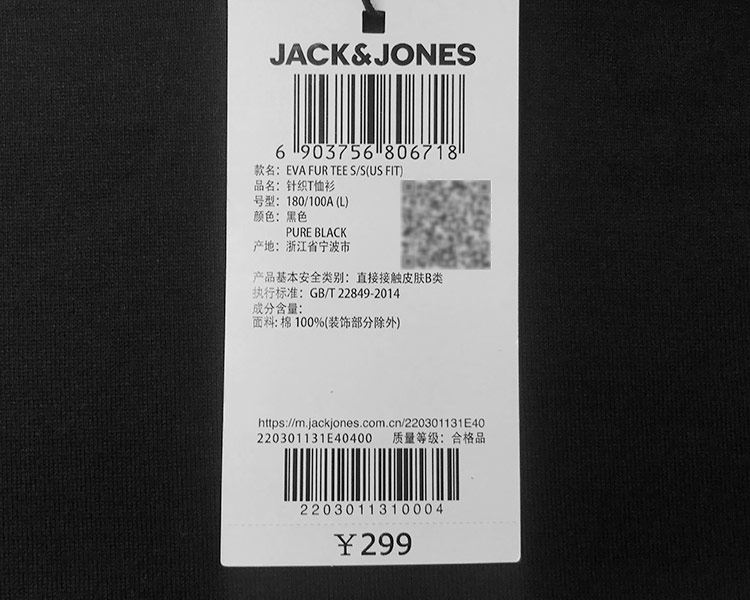 JACK&JONES
6 903756 806718
款名: EVA FUR TEE S/S(US FIT)
品名: 针织T恤衫
号型: 180/100A (L)
颜色: 黑色
PURE BLACK
产地: 浙江省宁波市
产品基本安全类别: 直接接触皮肤B类
执行标准: GB/T 22849-2014
成分含量:
面料: 棉 100%(装饰部分除外)
https://m.jackjones.com.cn/220301131E40
220301131E40400 质量等级: 合格品
2203011310004
¥299